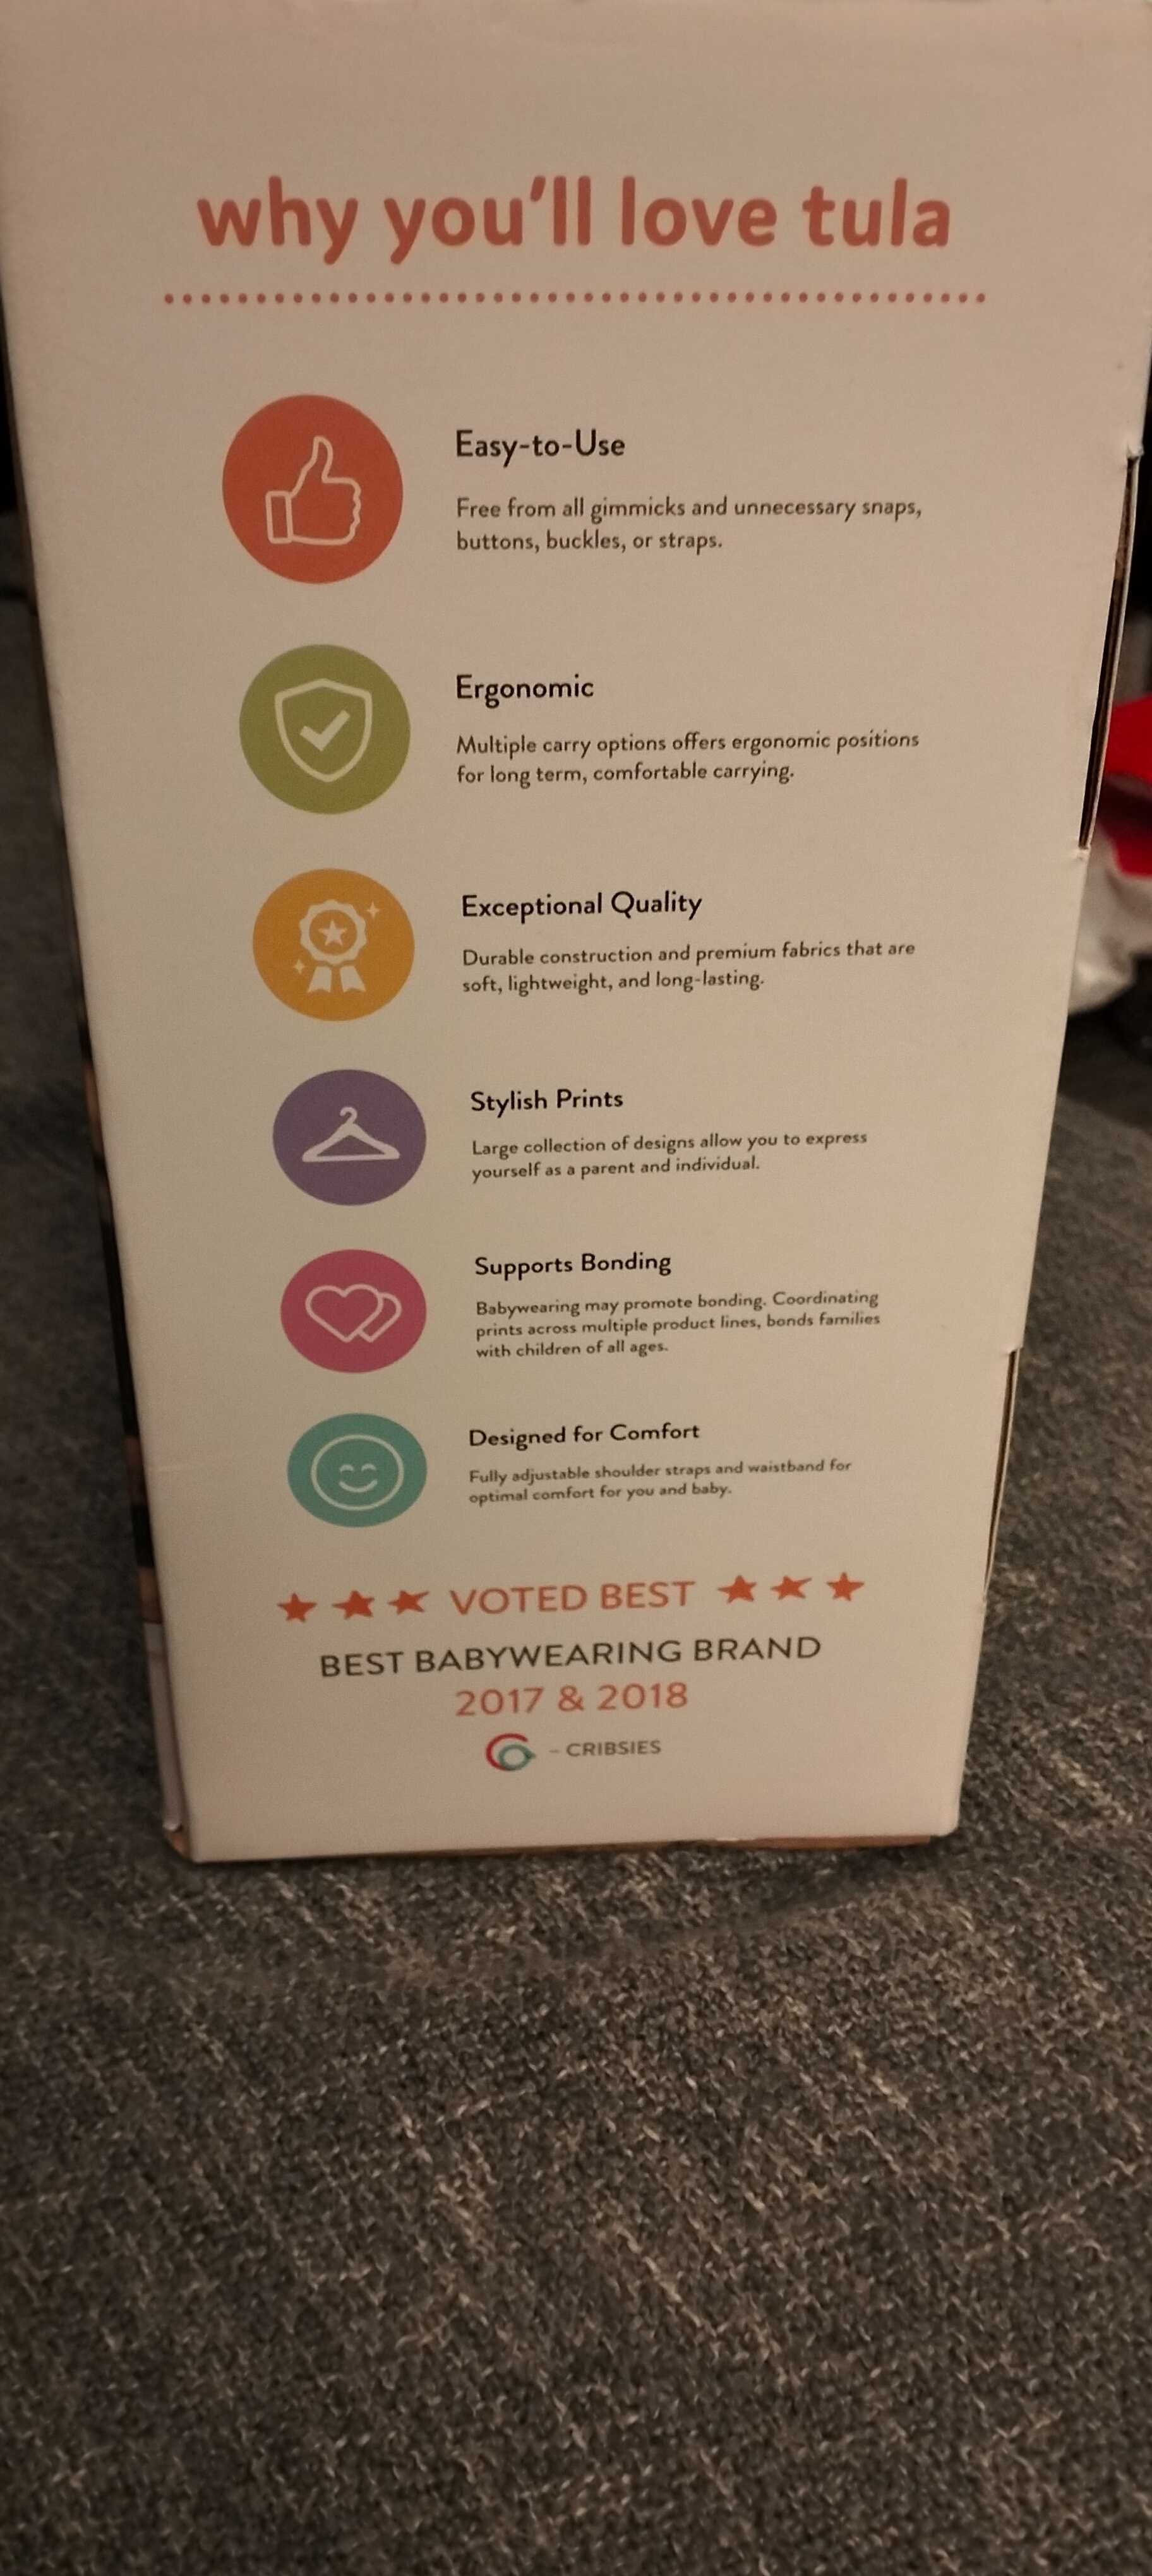 why you'll love tula
Easy-to-Use
Free from all gimmicks and unnecessary snaps,
buttons, buckles, or straps.
Ergonomic
Multiple carry options offers ergonomic positions
for long term, comfortable carrying.
Exceptional Quality
Durable construction and premium fabrics that are
soft, lightweight, and long-lasting.
Stylish Prints
Large collection of designs allow you to express
yourself as a parent and individual.
Supports Bonding
Babywearing may promote bonding. Coordinating
prints across multiple product lines, bonds families
with children of all ages.
Designed for Comfort
Fully adjustable shoulder straps and waistband for
optimal comfort for you and baby.
VOTED BEST
BEST BABYWEARING BRAND
2017 & 2018
- CRIBSIES